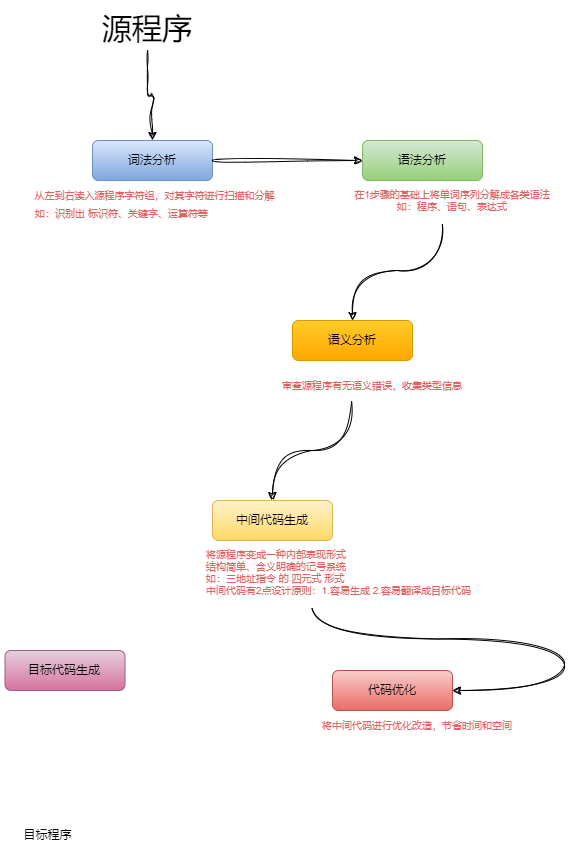 源程序
词法分析
语法分析
从左到右读入源程序字符组，对其字符进行扫描和分解
如：识别出 标识符、关键字、运算符等
在1步骤的基础上将单词序列分解成各类语法
如：程序、语句、表达式
语义分析
审查源程序有无语义错误，收集类型信息
中间代码生成
将源程序变成一种内部表现形式
结构简单、含义明确的记号系统
如：三地址指令 的 四元式 形式
中间代码有2点设计原则：1.容易生成 2.容易翻译成目标代码
目标代码生成
代码优化
将中间代码进行优化改造，节省时间和空间
目标程序